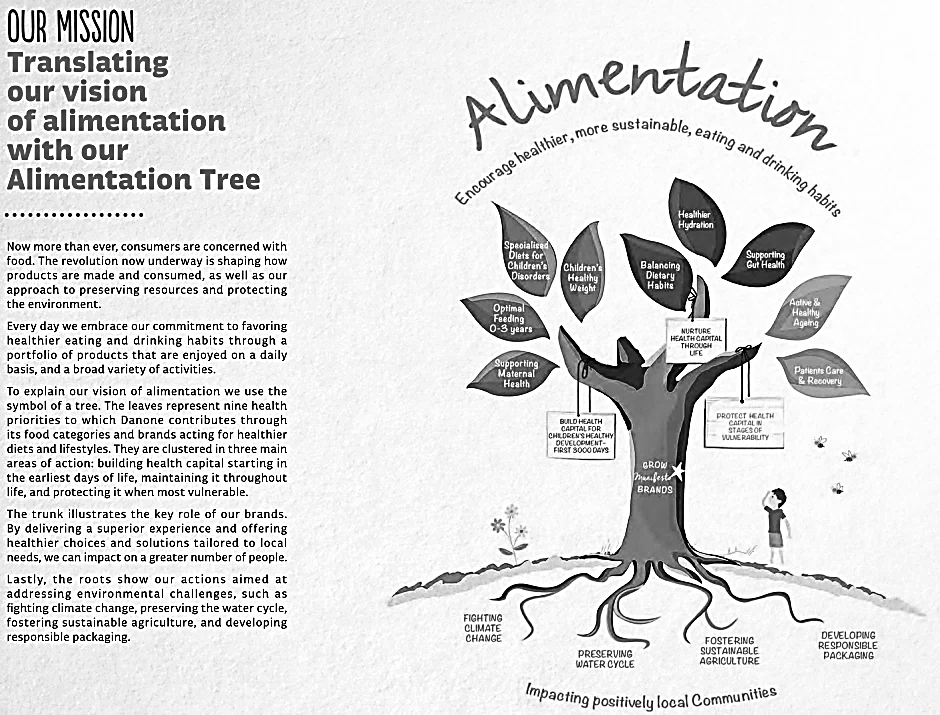 OUR MISSION
Translating
our vision
of alimentation
with our
Alimentation Tree
Now more than ever, consumers are concerned with
food. The revolution now underway is shaping how
products are made and consumed, as well as our
approach to preserving resources and protecting
the environment.
Every day we embrace our commitment to favoring
healthier eating and drinking habits through a
portfolio of products that are enjoyed on a daily
basis, and a broad variety of activities.
To explain our vision of alimentation we use the
symbol of a tree. The leaves represent nine health
priorities to which Danone contributes through
its food categories and brands acting for healthier
diets and lifestyles. They are clustered in three main
areas of action: building health capital starting in
the earliest days of life, maintaining it throughout
life, and protecting it when most vulnerable.
The trunk illustrates the key role of our brands.
By delivering a superior experience and offering
healthier choices and solutions tailored to local
needs, we can impact on a greater number of people.
Lastly, the roots show our actions aimed at
addressing environmental challenges, such as
fighting climate change, preserving the water cycle,
fostering sustainable agriculture, and developing
responsible packaging.
Alimentation
Encourage healthier, more sustainable, eating and drinking habits
Specialised
Diets for
Children's
Disorders
Children's
Healthy
Weight
Balancing
Dietary
Habits
Healthier
Hydration
Supporting
Gut Health
Optimal
Feeding
0-3 years
Active &
Healthy
Ageing
Supporting
Maternal
Health
Patients Care
& Recovery
NURTURE
HEALTH CAPITAL
THROUGH
LIFE
BUILD HEALTH
CAPITAL FOR
CHILDREN'S HEALTHY
DEVELOPMENT-
FIRST 3000 DAYS
PROTECT HEALTH
CAPITAL IN
STAGES OF
VULNERABILITY
GROW
Manifesto
BRANDS
FIGHTING
CLIMATE
CHANGE
PRESERVING
WATER CYCLE
FOSTERING
SUSTAINABLE
AGRICULTURE
DEVELOPING
RESPONSIBLE
PACKAGING
Impacting positively local Communities